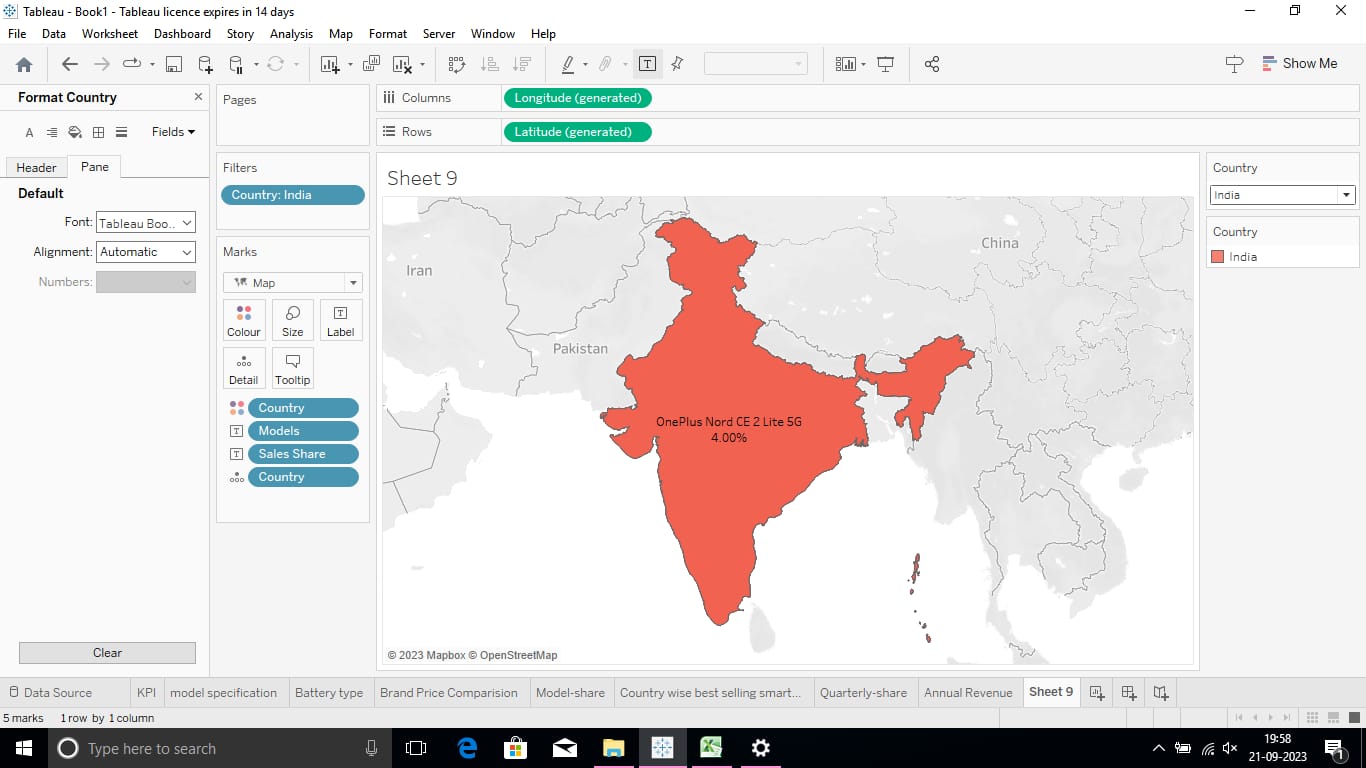 Tableau - Book1 - Tableau licence expires in 14 days
File Data Worksheet Dashboard Story Analysis Map Format Server Window Help
Show Me
Format Country
Fields
Header Pane
Default
Font: Tableau Boo..
Alignment: Automatic
Numbers:
Clear
Pages
Filters
Country: India
Marks
Map
Colour Size Label
Detail Tooltip
Country
Models
Sales Share
Country
Columns Longitude (generated)
Rows Latitude (generated)
Sheet 9
Iran
China
Pakistan
OnePlus Nord CE 2 Lite 5G
4.00%
© 2023 Mapbox © OpenStreetMap
Country
India
Country
India
Data Source KPI model specification Battery type Brand Price Comparision Model-share Country wise best selling smart... Quarterly-share Annual Revenue Sheet 9
5 marks 1 row by 1 column
Type here to search
19:58
21-09-2023
1